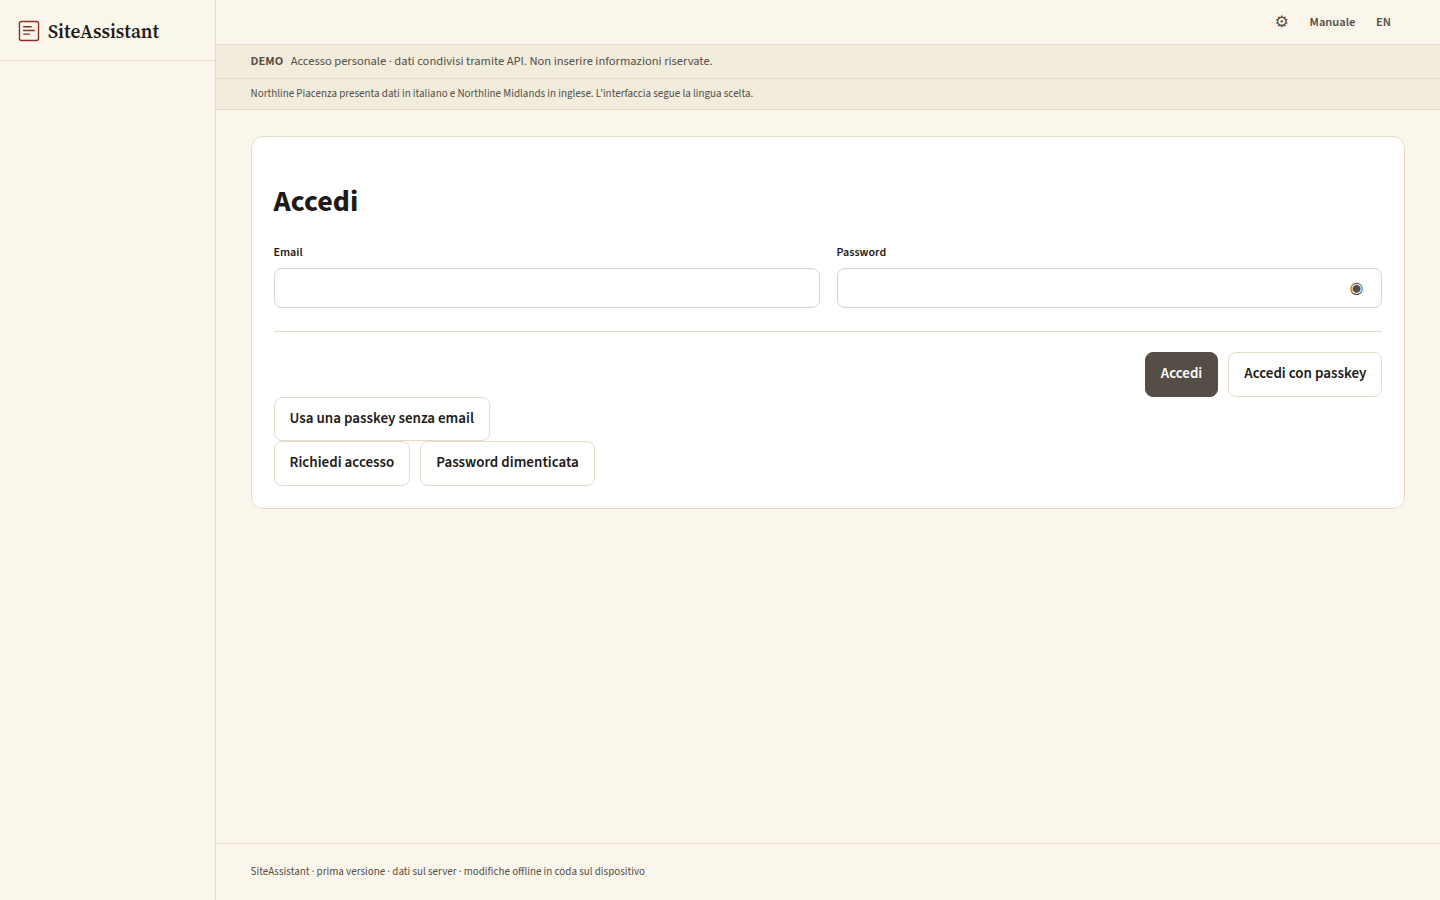 SiteAssistant
Manuale
EN
DEMO Accesso personale · dati condivisi tramite API. Non inserire informazioni riservate.
Northline Piacenza presenta dati in italiano e Northline Midlands in inglese. L'interfaccia segue la lingua scelta.
Accedi
Email
Password
Accedi
Accedi con passkey
Usa una passkey senza email
Richiedi accesso
Password dimenticata
SiteAssistant · prima versione · dati sul server · modifiche offline in coda sul dispositivo